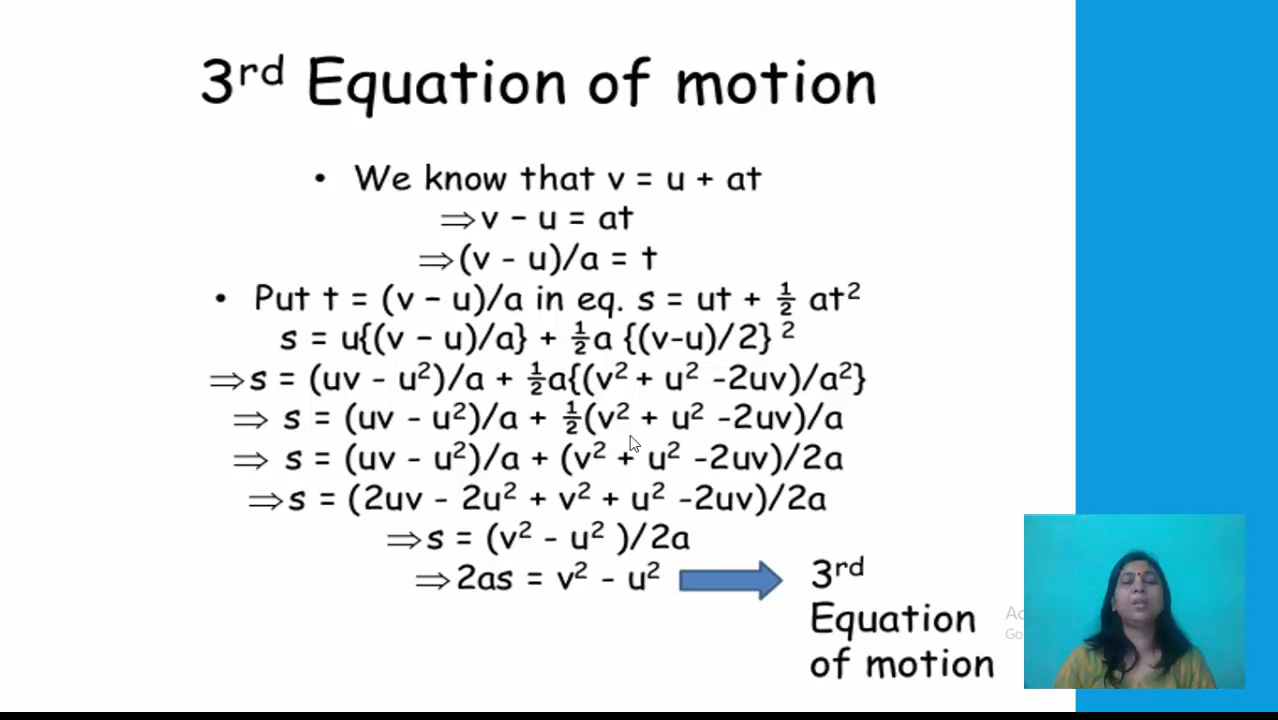 3rd Equation of motion
• We know that v = u + at
⇒v – u = at
⇒(v - u)/a = t
• Put t = (v – u)/a in eq. s = ut + ½ at²
s = u{(v – u)/a} + ½a {(v-u)/2} ²
⇒s = (uv - u²)/a + ½a{(v² + u² -2uv)/a²}
⇒ s = (uv - u²)/a + ½(v² + u² -2uv)/a
⇒ s = (uv - u²)/a + (v² + u² -2uv)/2a
⇒s = (2uv - 2u² + v² + u² -2uv)/2a
⇒s = (v² - u² )/2a
⇒2as = v² - u²
3rd
Equation
of motion